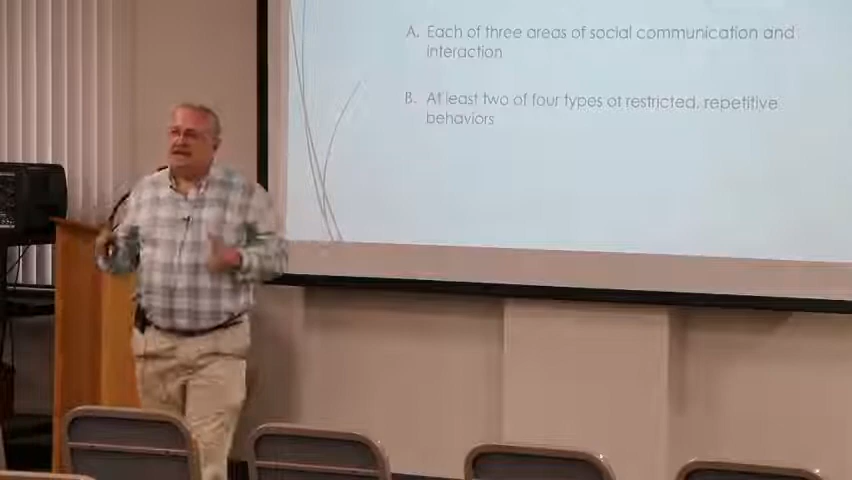 A. Each of three areas of social communication and
interaction
B. At least two of four types of restricted, repetitive
behaviors